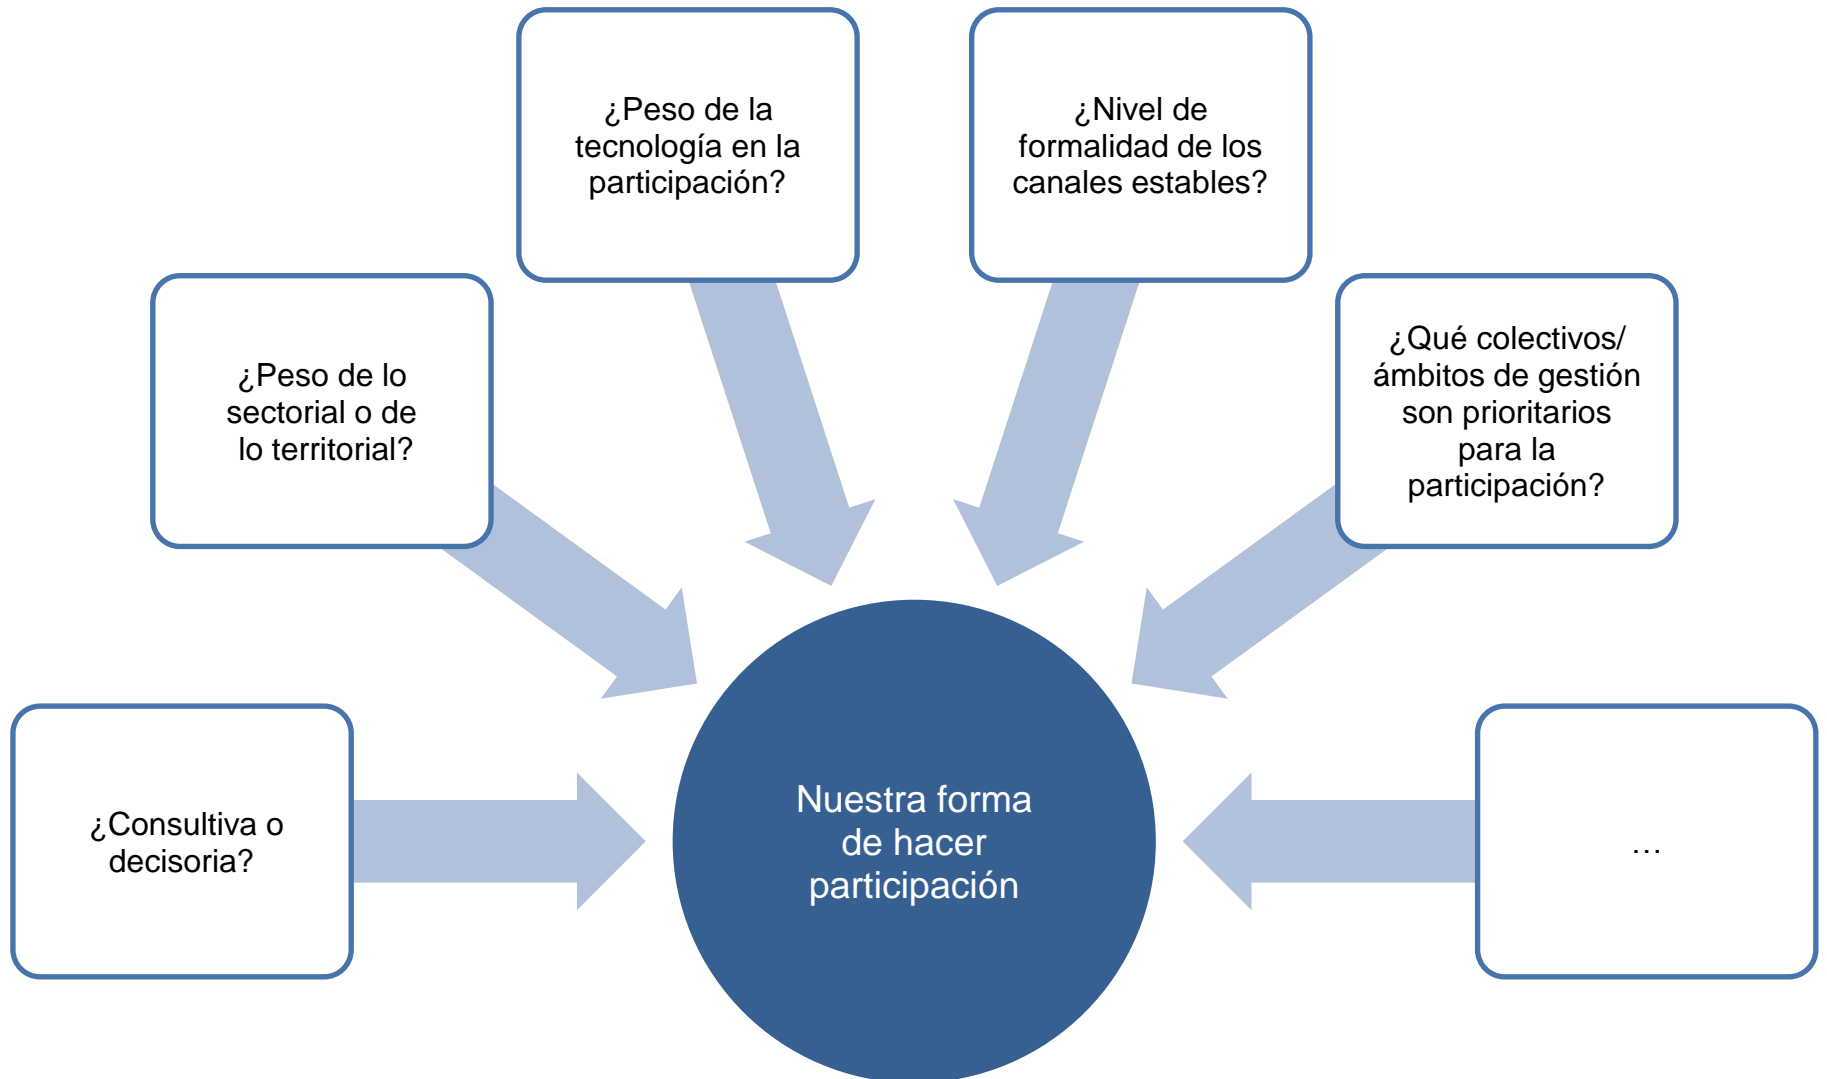 ¿Peso de la
tecnología en la
participación?
¿Nivel de
formalidad de los
canales estables?
¿Peso de lo
sectorial o de
lo territorial?
¿Qué colectivos/
ámbitos de gestión
son prioritarios
para la
participación?
¿Consultiva o
decisoria?
Nuestra forma
de hacer
participación
…